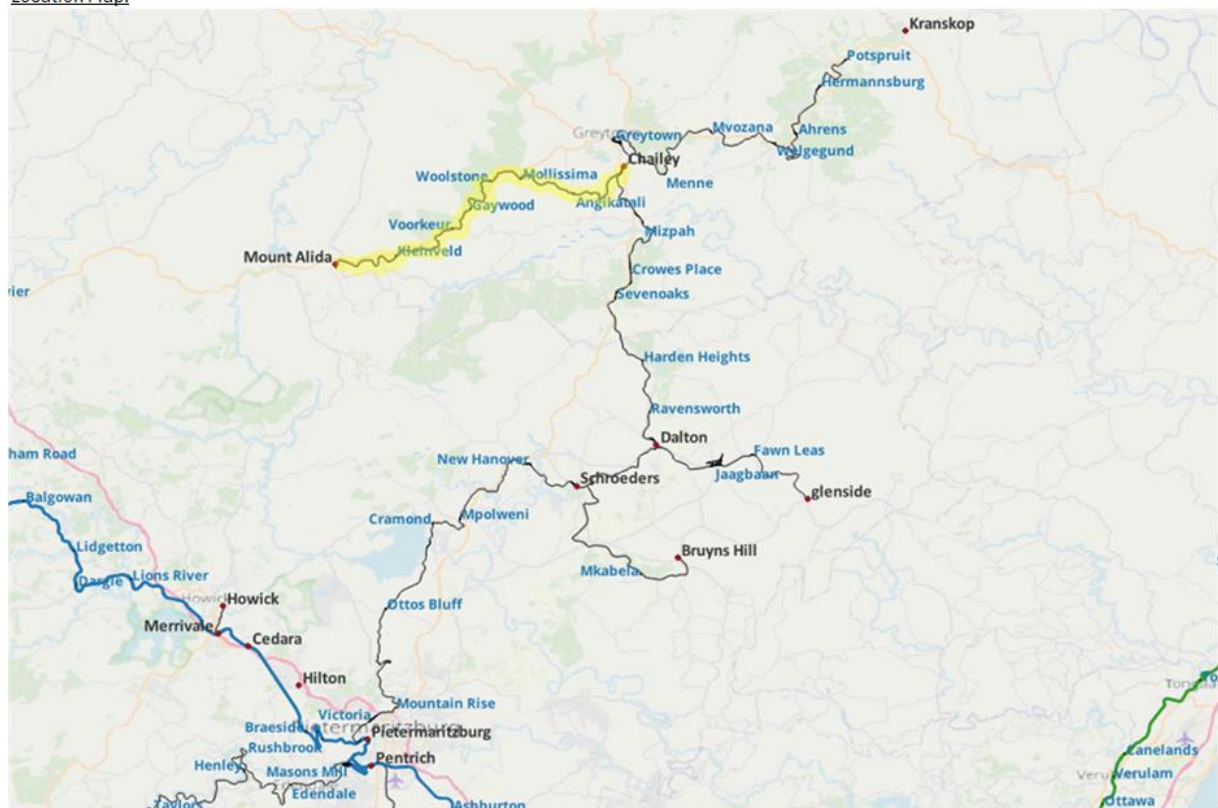 Location Map:
Kranskop
Potspruit
Hermannsburg
Greytown
Mvozana
Ahrens
Welgegund
Chailey
Menne
Woolstone
Mollissima
Angikatali
Gaywood
Voorkeur
Mizpah
Kleinveld
Mount Alida
Crowes Place
Sevenoaks
Harden Heights
Ravensworth
Dalton
Fawn Leas
ham Road
New Hanover
Jaagbaan
Schroeders
glenside
Balgowan
Mpolweni
Cramond
Lidgetton
Bruyns Hill
Mkabela
Dargle
Lions River
Howick
Howick
Ottos Bluff
Merrivale
Cedara
Hilton
Mountain Rise
Victoria
Braeside
Pietermaritzburg
Rushbrook
Pentrich
Henley
Masons Mill
Edendale
Taylors
Ashburton
Canelands
Verulam
Ottawa